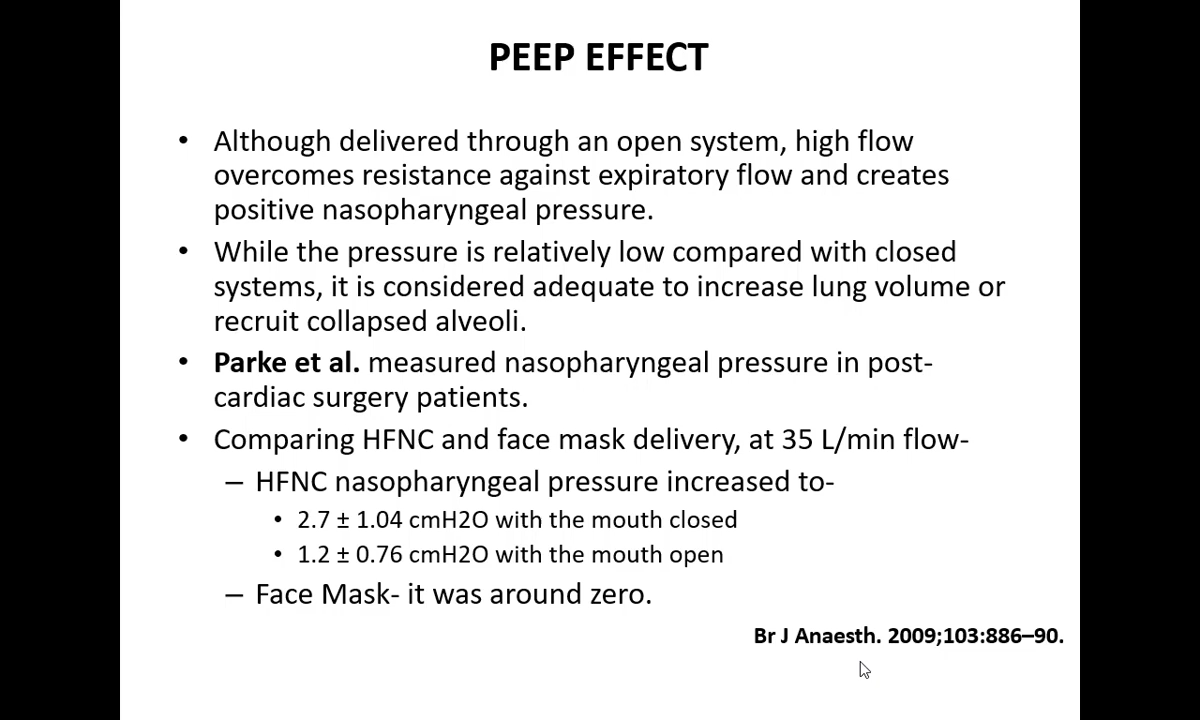 PEEP EFFECT
• Although delivered through an open system, high flow
overcomes resistance against expiratory flow and creates
positive nasopharyngeal pressure.
• While the pressure is relatively low compared with closed
systems, it is considered adequate to increase lung volume or
recruit collapsed alveoli.
• Parke et al. measured nasopharyngeal pressure in post-
cardiac surgery patients.
• Comparing HFNC and face mask delivery, at 35 L/min flow-
– HFNC nasopharyngeal pressure increased to-
• 2.7 ± 1.04 cmH2O with the mouth closed
• 1.2 ± 0.76 cmH2O with the mouth open
– Face Mask- it was around zero.
Br J Anaesth. 2009;103:886–90.